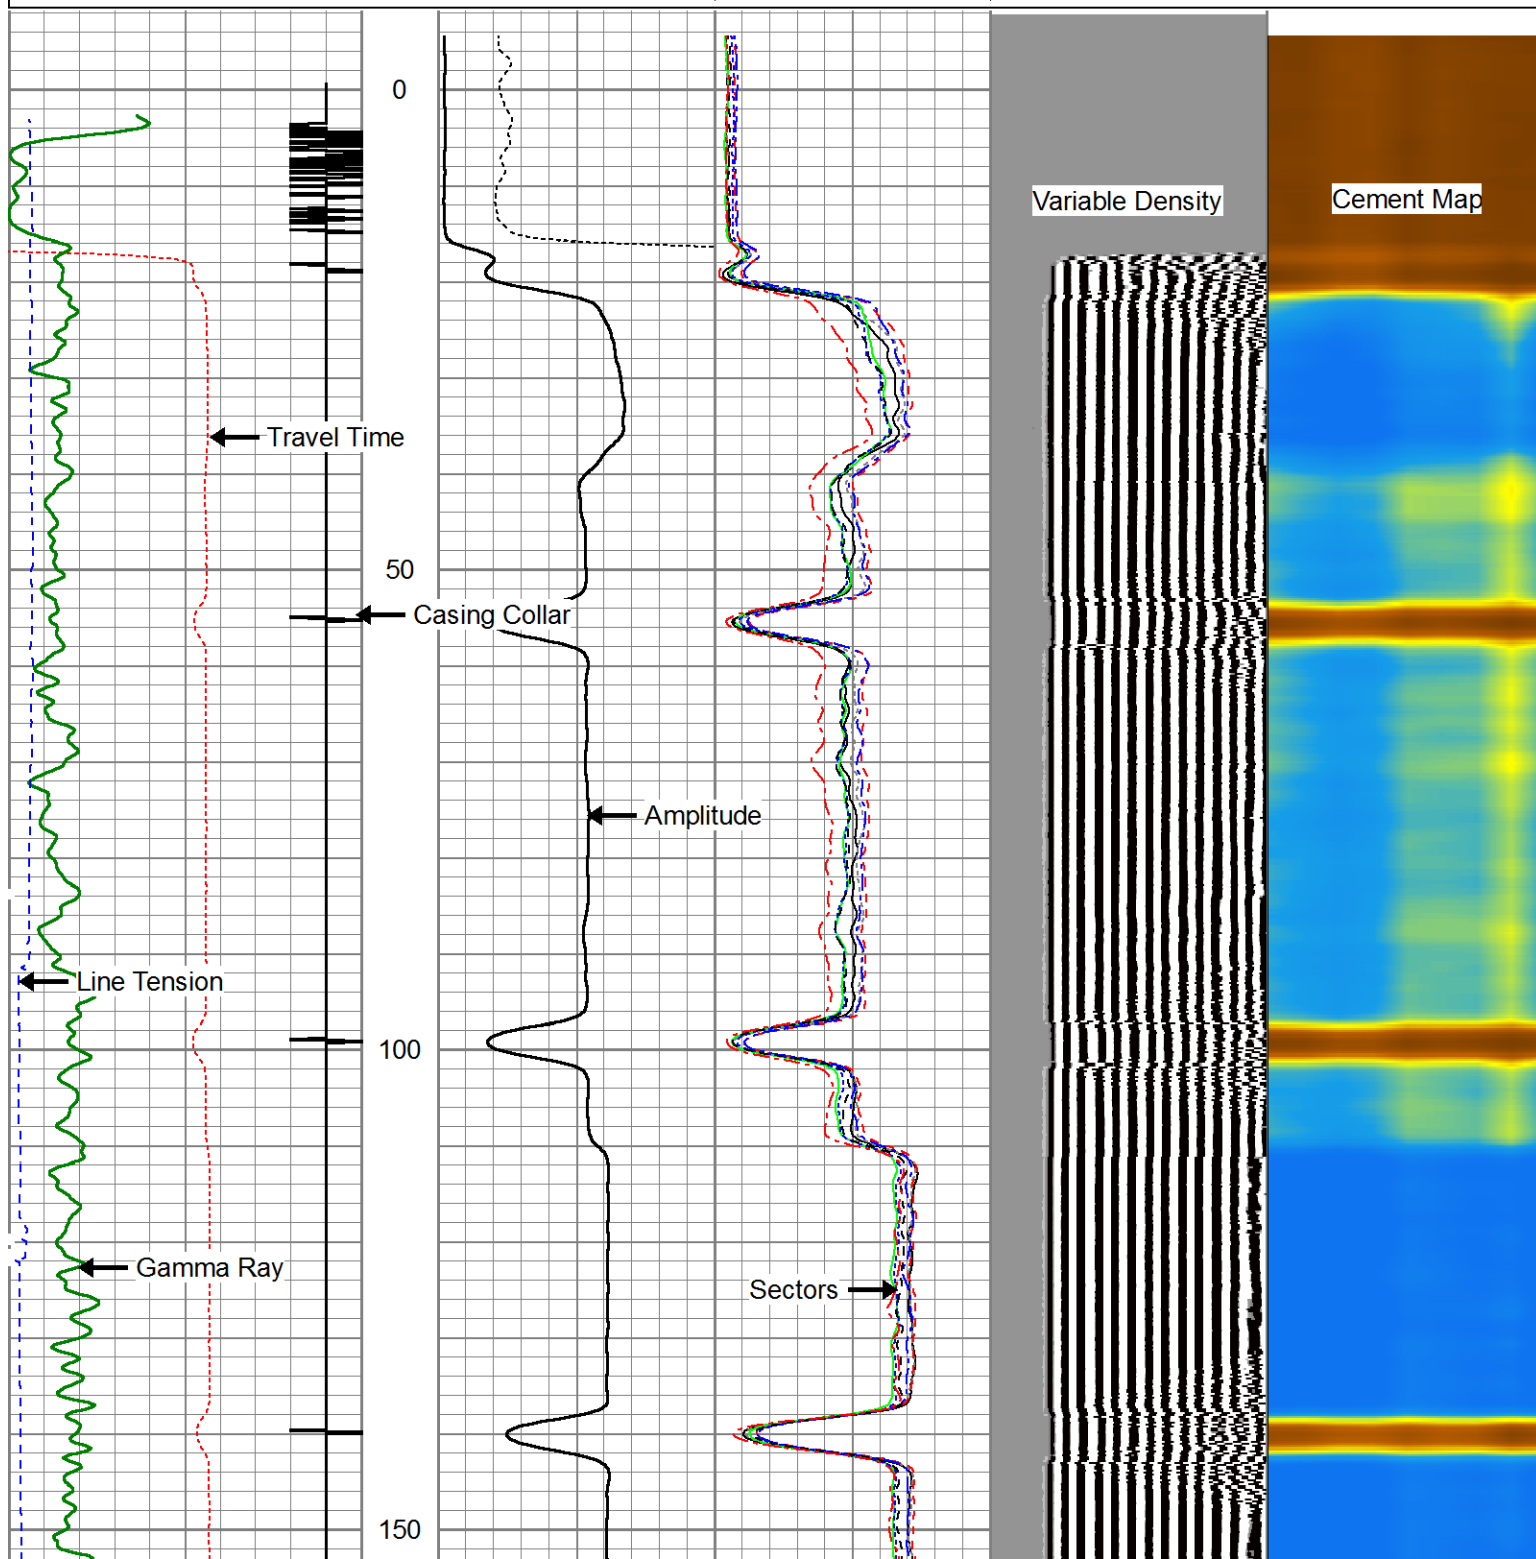 0
Variable Density
Cement Map
Travel Time
50
Casing Collar
Amplitude
Line Tension
100
Gamma Ray
Sectors
150